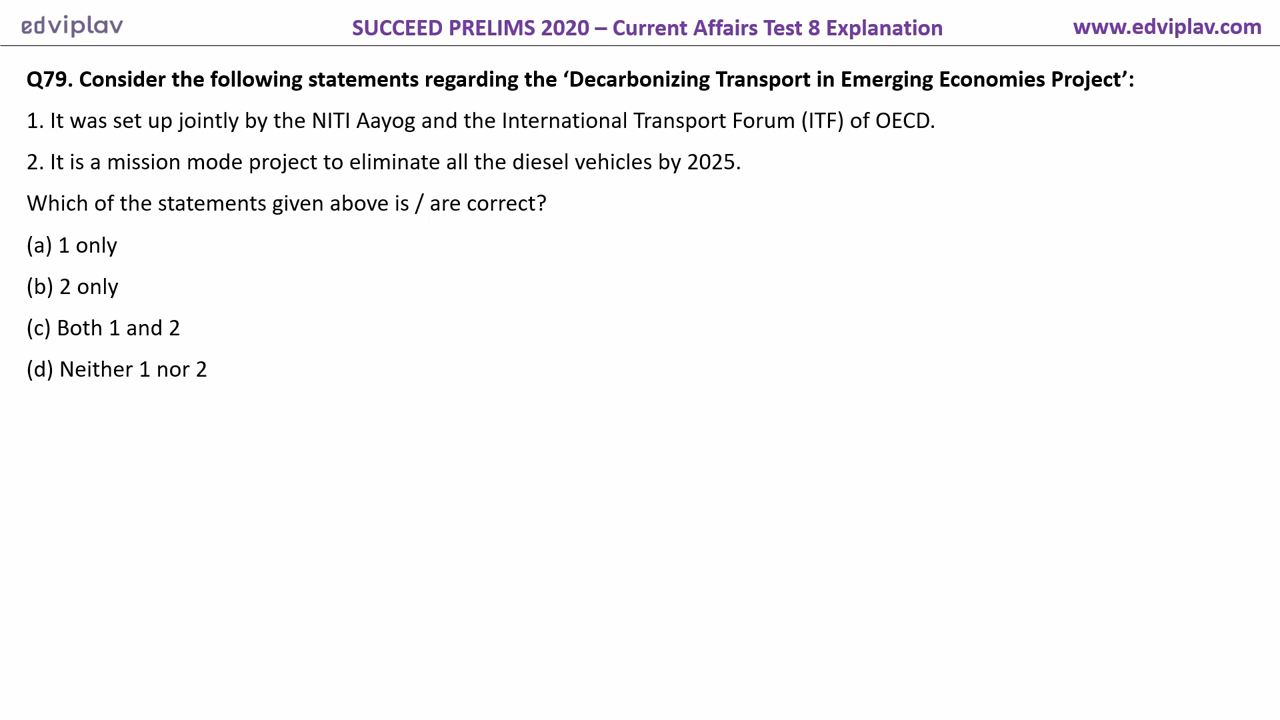 edviplav
SUCCEED PRELIMS 2020 – Current Affairs Test 8 Explanation
www.edviplav.com
Q79. Consider the following statements regarding the ‘Decarbonizing Transport in Emerging Economies Project’:
1. It was set up jointly by the NITI Aayog and the International Transport Forum (ITF) of OECD.
2. It is a mission mode project to eliminate all the diesel vehicles by 2025.
Which of the statements given above is / are correct?
(a) 1 only
(b) 2 only
(c) Both 1 and 2
(d) Neither 1 nor 2